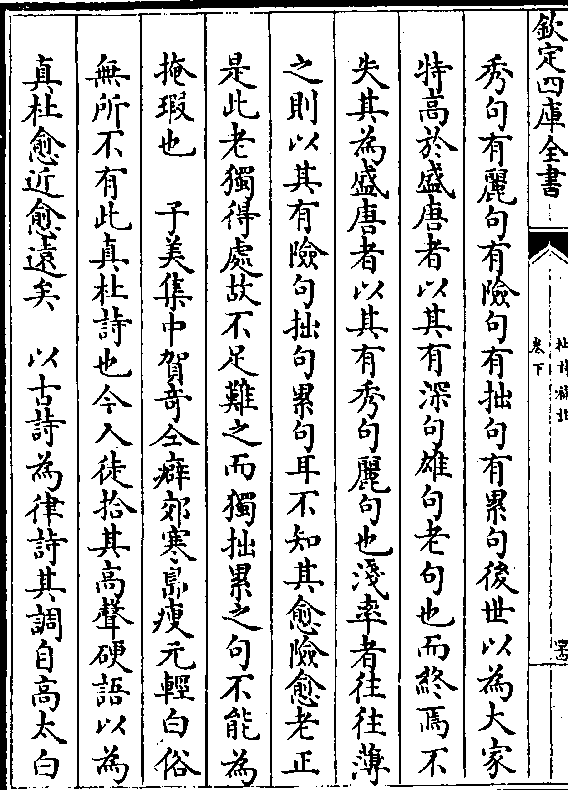 欽定四庫全書
卷下
秀句有麗句有險句有拙句有累句後世以為大家
特高於盛唐者以其有深句雄句老句也而終焉不
失其為盛唐者以其有秀句麗句也淺率者往往薄
之則以其有險句拙句累句耳不知其愈險愈老正
是此老獨得處故不足難之而獨拙累之句不能為
掩瑕也　子美集中賀奇仝癖郊寒島瘦元輕白俗
無所不有此真杜詩也今人徒拾其高聲硬語以為
真杜愈近愈遠矣　以古詩為律詩其調自高太白